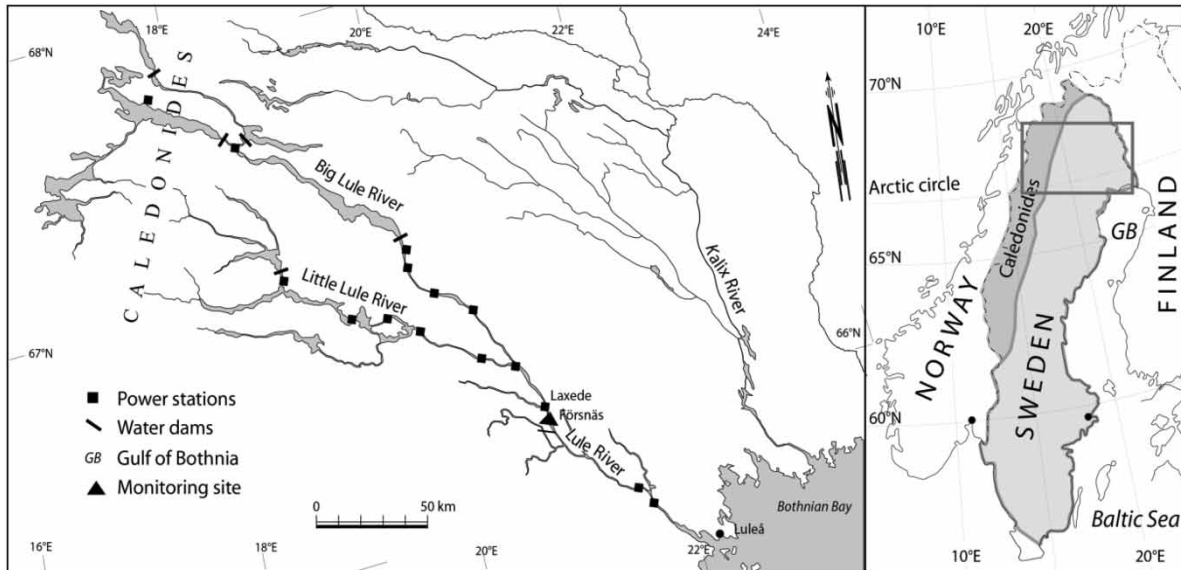 18°E
20°E
22°E
24°E
68°N
CALEDONIDES
Big Lule River
Little Lule River
Kalix River
66°N
67°N
Laxede
Försnäs
Lule River
Power stations
Water dams
GB Gulf of Bothnia
Monitoring site
0 50 km
Bothnian Bay
Luleå
16°E
18°E
20°E
22°E
N
10°E
20°E
70°N
Arctic circle
Caledonides
GB
65°N
NORWAY
SWEDEN
FINLAND
60°N
Baltic Sea
10°E
20°E